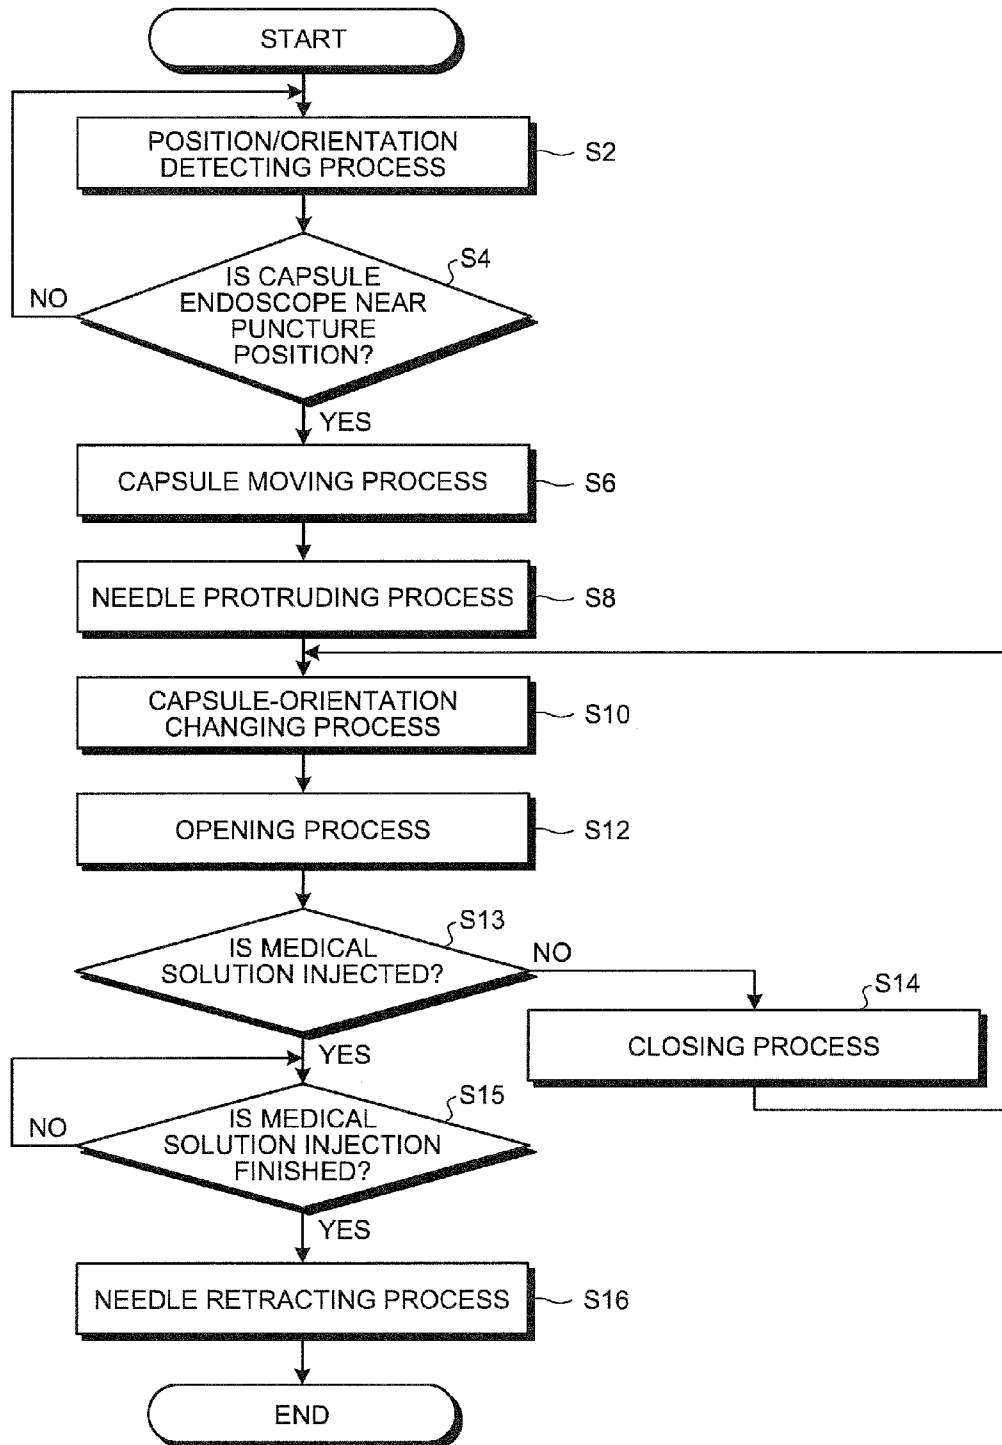 START
POSITION/ORIENTATION
DETECTING PROCESS
S2
S4
IS CAPSULE
ENDOSCOPE NEAR
PUNCTURE
POSITION?
NO
YES
CAPSULE MOVING PROCESS
S6
NEEDLE PROTRUDING PROCESS
S8
CAPSULE-ORIENTATION
CHANGING PROCESS
S10
OPENING PROCESS
S12
S13
IS MEDICAL
SOLUTION INJECTED?
NO
S14
CLOSING PROCESS
YES
S15
IS MEDICAL
SOLUTION INJECTION
FINISHED?
NO
YES
NEEDLE RETRACTING PROCESS
S16
END